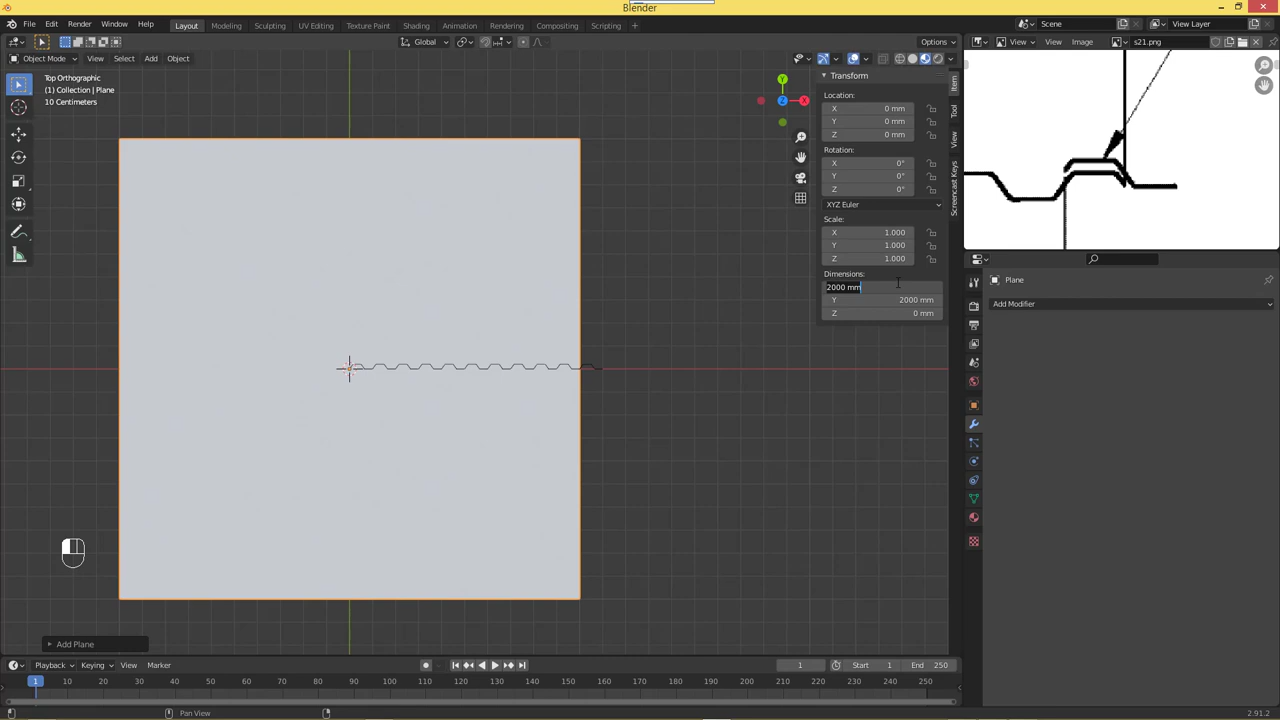 Blender
File Edit Render Window Help Layout Modeling Sculpting UV Editing Texture Paint Shading Animation Rendering Compositing Scripting + Scene View Layer
Global Options View Image s21.png
Object Mode View Select Add Object
Top Orthographic
(1) Collection | Plane
10 Centimeters
Y
Z X
Transform
Location:
X 0 mm
Y 0 mm
Z 0 mm
Rotation:
X 0°
Y 0°
Z 0°
XYZ Euler
Scale:
X 1.000
Y 1.000
Z 1.000
Dimensions:
2000 mm
Y 2000 mm
Z 0 mm
Item
Tool
View
Screencast Keys
Plane
Add Modifier
Add Plane
Playback Keying View Marker 1 Start 1 End 250
1 10 20 30 40 50 60 70 80 90 100 110 120 130 140 150 160 170 180 190 200 210 220 230 240 250
Pan View 2.91.2